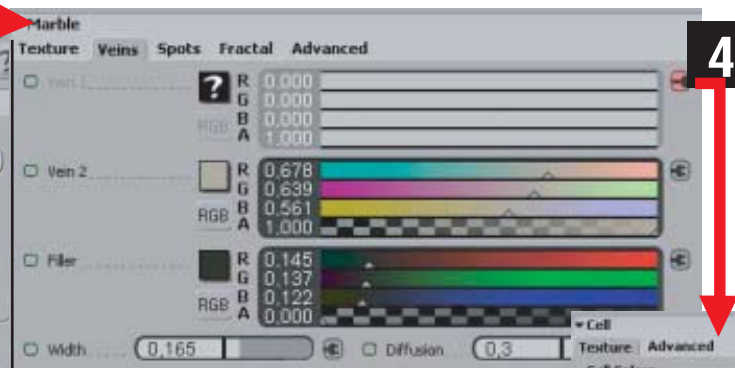 Marble
Texture Veins Spots Fractal Advanced
4
Vein 1 ? R 0.000
G 0.000
RGB B 0.000
A 1.000
Vein 2 R 0.678
G 0.639
RGB B 0.561
A 1.000
Filler R 0.145
G 0.137
RGB B 0.122
A 0.000
Width 0,165 Diffusion 0,3
Cell
Texture Advanced